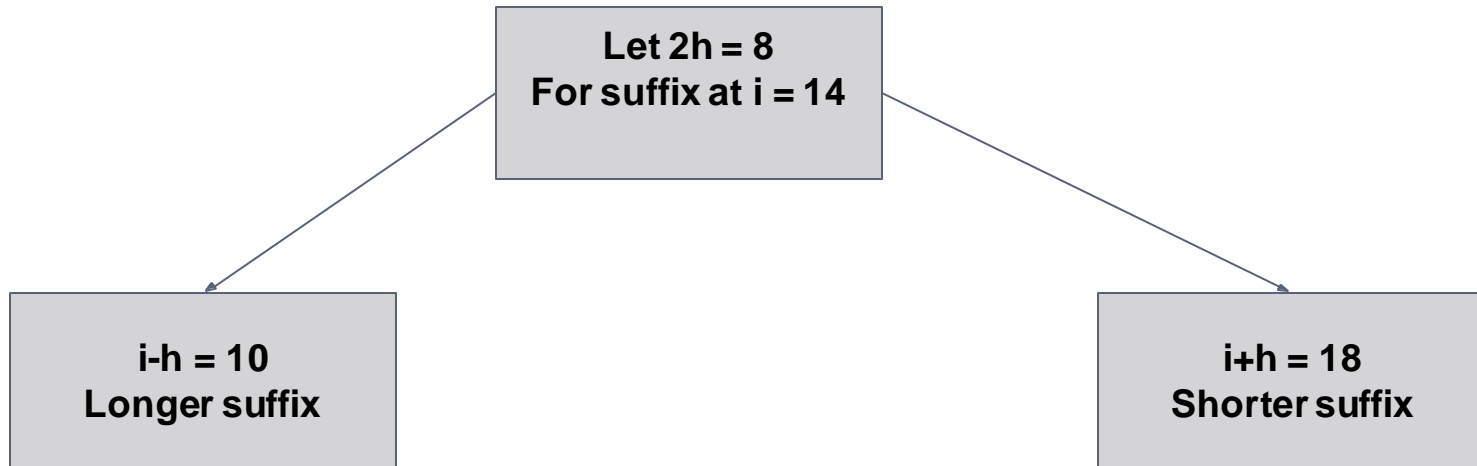 Let 2h = 8
For suffix at i = 14
i-h = 10
Longer suffix
i+h = 18
Shorter suffix